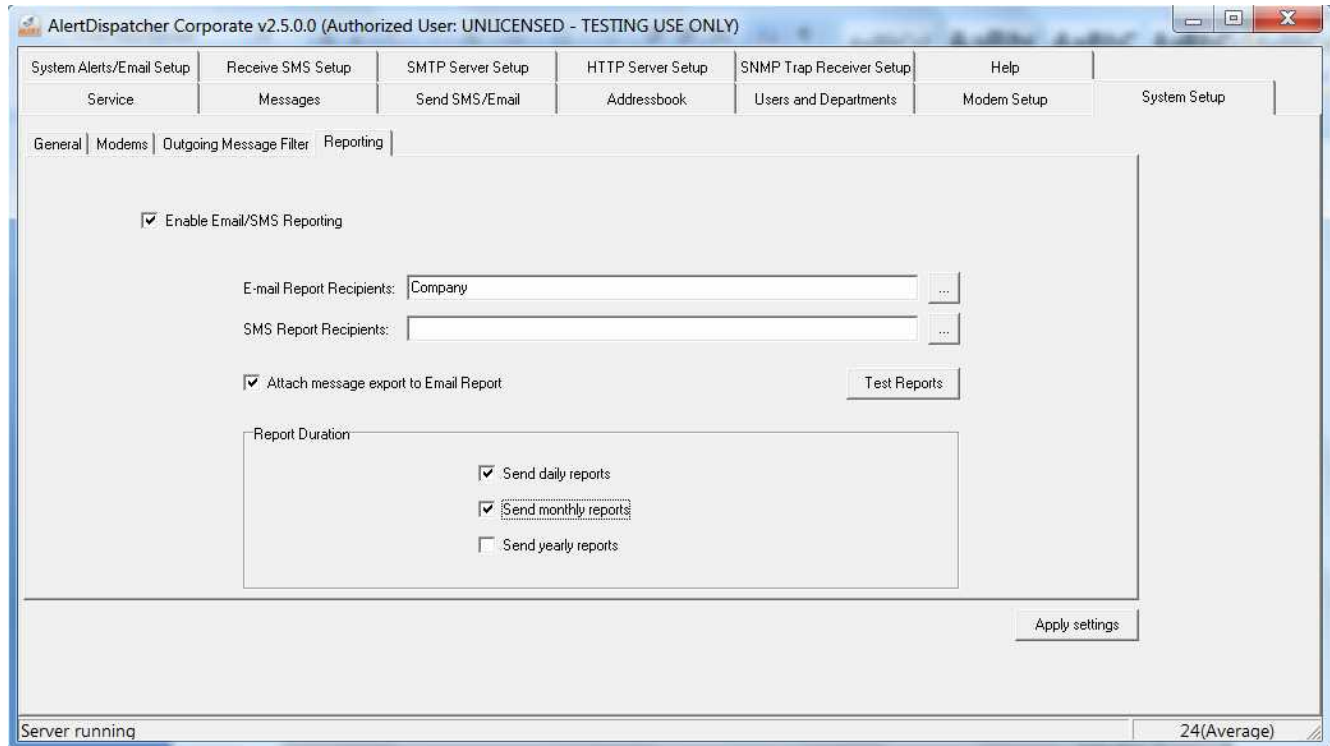 AlertDispatcher Corporate v2.5.0.0 (Authorized User: UNLICENSED - TESTING USE ONLY)
System Alerts/Email Setup Receive SMS Setup SMTP Server Setup HTTP Server Setup SNMP Trap Receiver Setup Help
Service Messages Send SMS/Email Addressbook Users and Departments Modem Setup System Setup
General Modems Outgoing Message Filter Reporting
Enable Email/SMS Reporting
E-mail Report Recipients: Company ...
SMS Report Recipients: ...
Attach message export to Email Report Test Reports
Report Duration
Send daily reports
Send monthly reports
Send yearly reports
Apply settings
Server running 24(Average)